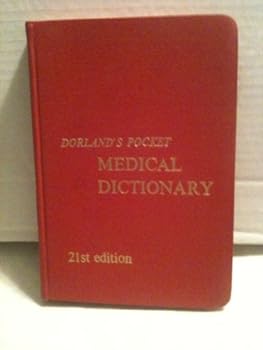 DORLAND'S POCKET
MEDICAL
DICTIONARY
21st edition